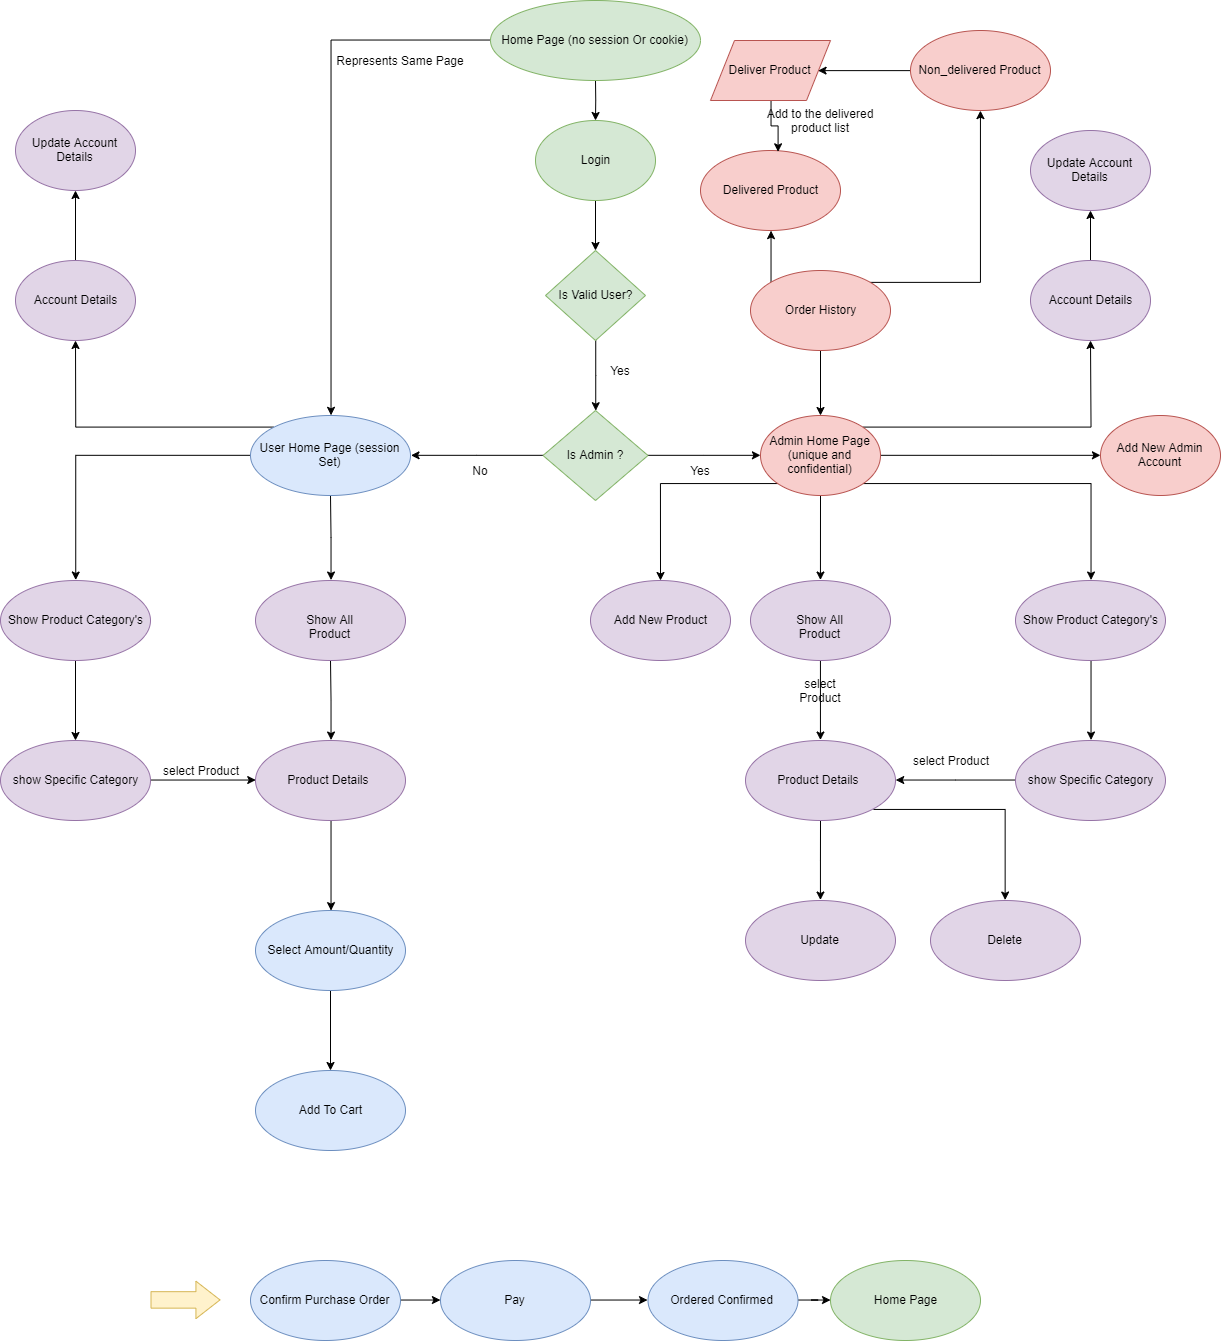 Home Page (no session Or cookie)
Represents Same Page
Deliver Product
Non_delivered Product
Add to the delivered
product list
Update Account
Details
Login
Delivered Product
Update Account
Details
Account Details
Is Valid User?
Order History
Account Details
Yes
User Home Page (session
Set)
Is Admin ?
Admin Home Page
(unique and
confidential)
Add New Admin
Account
No
Yes
Show Product Category's
Show All
Product
Add New Product
Show All
Product
Show Product Category's
select
Product
show Specific Category
select Product
Product Details
Product Details
select Product
show Specific Category
Select Amount/Quantity
Update
Delete
Add To Cart
Confirm Purchase Order
Pay
Ordered Confirmed
Home Page